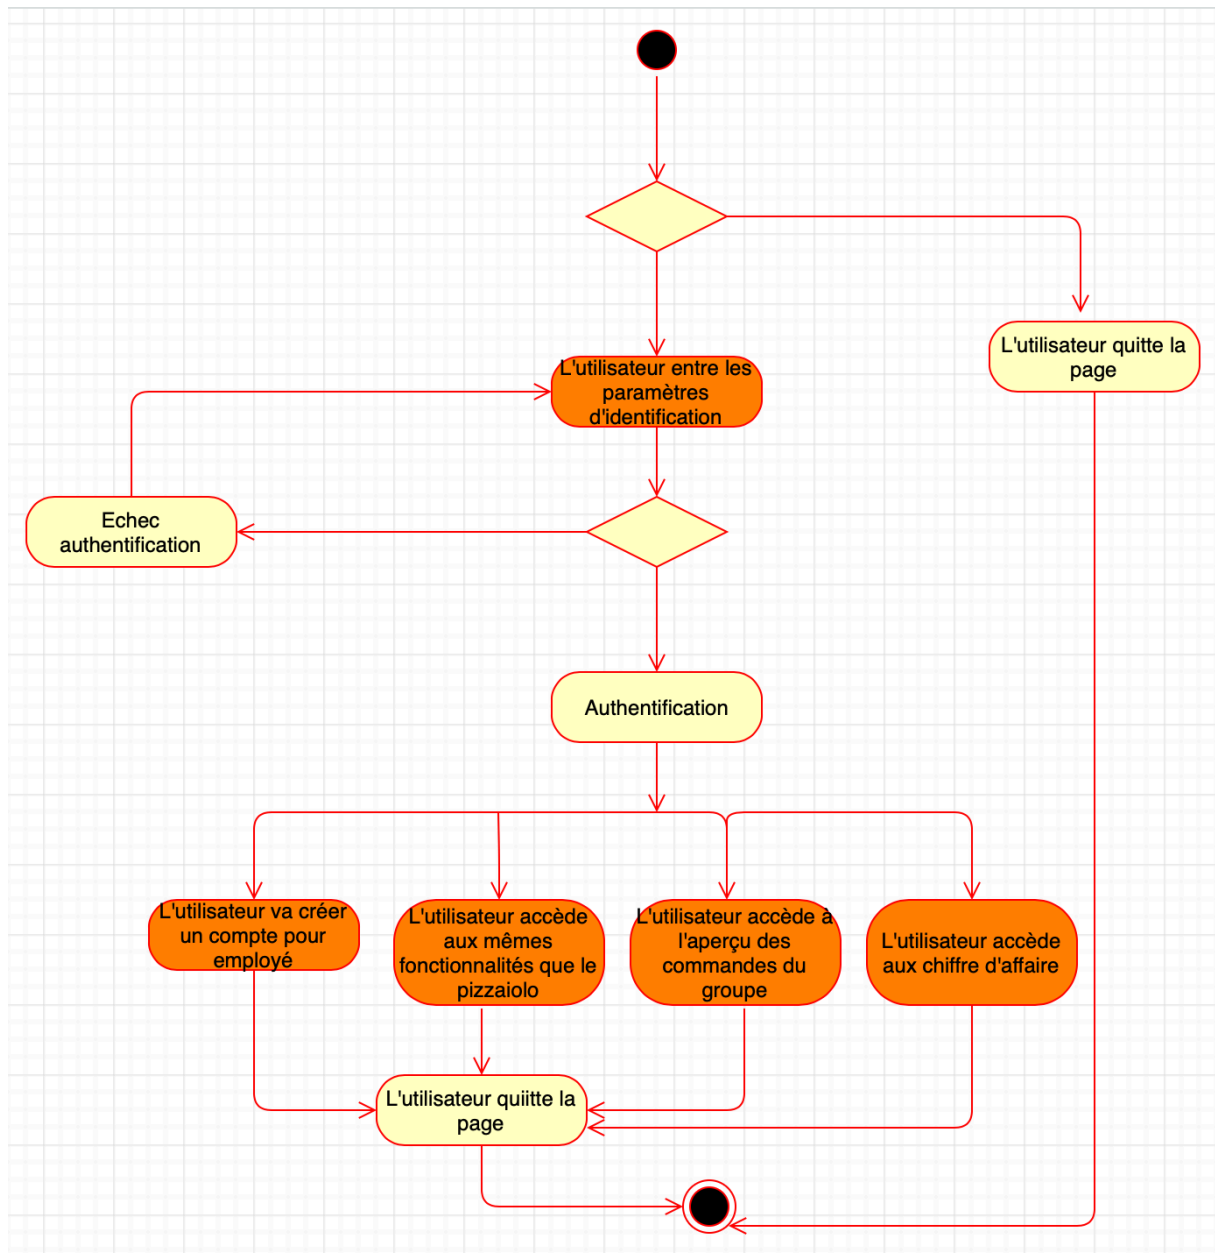 L'utilisateur quitte la
page
L'utilisateur entre les
paramètres
d'identification
Echec
authentification
Authentification
L'utilisateur va créer
un compte pour
employé
L'utilisateur accède
aux mêmes
fonctionnalités que le
pizzaiolo
L'utilisateur accède à
l'aperçu des
commandes du
groupe
L'utilisateur accède
aux chiffre d'affaire
L'utilisateur quiitte la
page